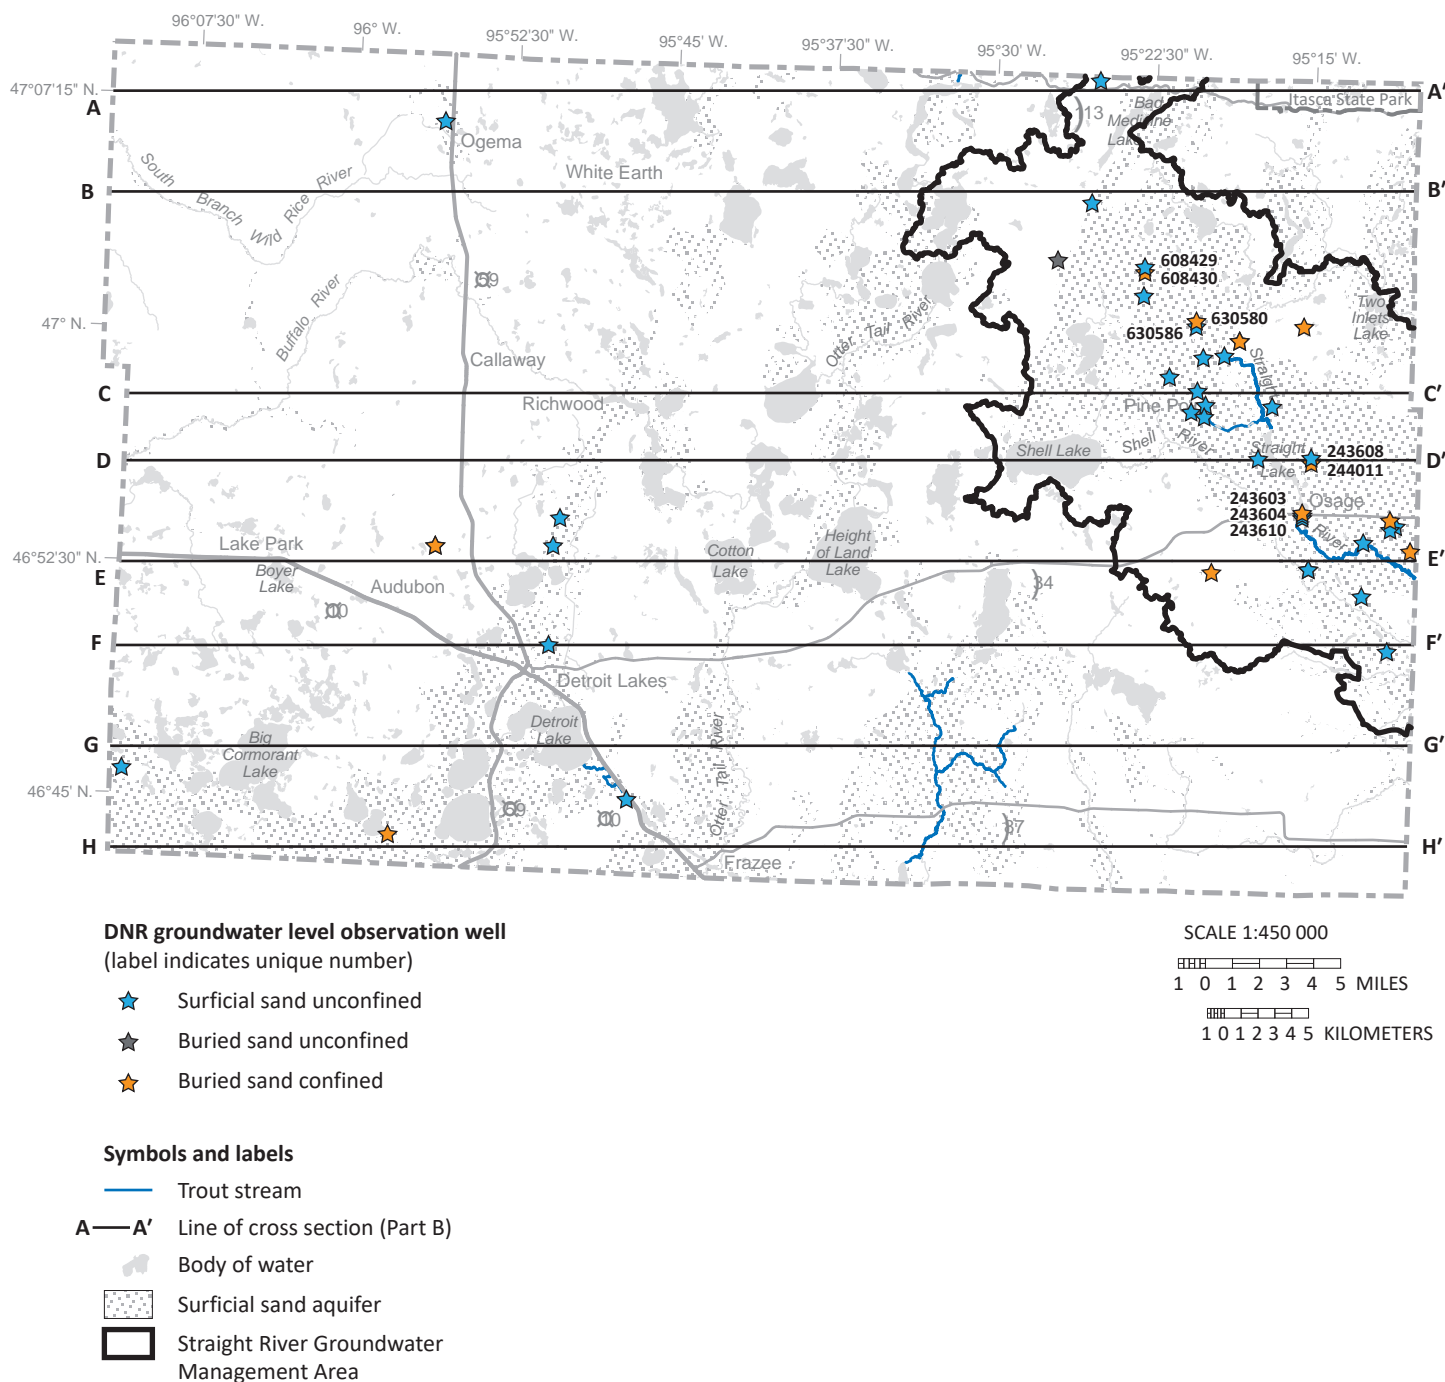 96°07'30" W.
96° W.
95°52'30" W.
95°45' W.
95°37'30" W.
95°30' W.
95°22'30" W.
95°15' W.
47°07'15" N.
A
A'
Itasca State Park
Bad
Medicine
Lake
113
Ogema
White Earth
South Branch Wild Rice River
B
B'
608429
608430
59
Buffalo River
Otter Tail River
Two
Inlets
Lake
47° N.
630580
630586
Callaway
Straight
C
C'
Richwood
Pine Po
Shell River
Shell Lake
D
D'
Straight
Lake
243608
244011
243603
243604
243610
Osage
River
Lake Park
46°52'30" N.
E
E'
Boyer
Lake
Audubon
Cotton
Lake
Height
of Land
Lake
34
10
F
F'
Detroit Lakes
Detroit
Lake
Otter Tail River
G
G'
Big
Cormorant
Lake
46°45' N.
59
10
87
H
H'
Frazee
DNR groundwater level observation well
(label indicates unique number)
Surficial sand unconfined
Buried sand unconfined
Buried sand confined
SCALE 1:450 000
1 0 1 2 3 4 5 MILES
1 0 1 2 3 4 5 KILOMETERS
Symbols and labels
Trout stream
A A' Line of cross section (Part B)
Body of water
Surficial sand aquifer
Straight River Groundwater
Management Area